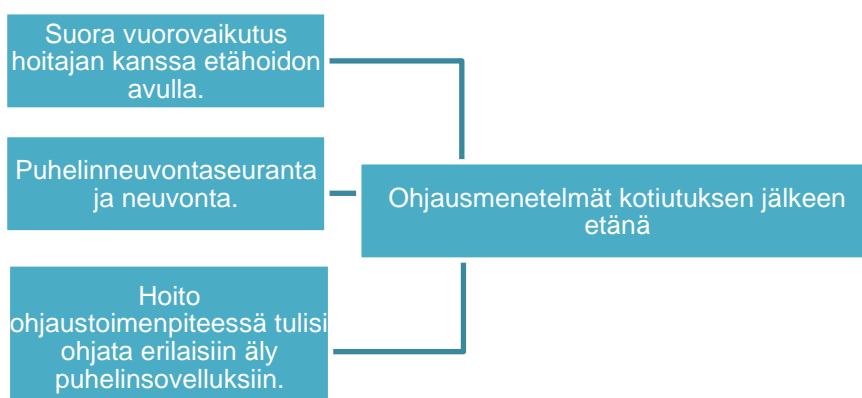 Suora vuorovaikutus
hoitajan kanssa etähoidon
avulla.
Puhelinneuvontaseuranta
ja neuvonta.
Ohjausmenetelmät kotiutuksen jälkeen
etänä
Hoito
ohjaustoimenpiteessä tulisi
ohjata erilaisiin äly
puhelinsovelluksiin.